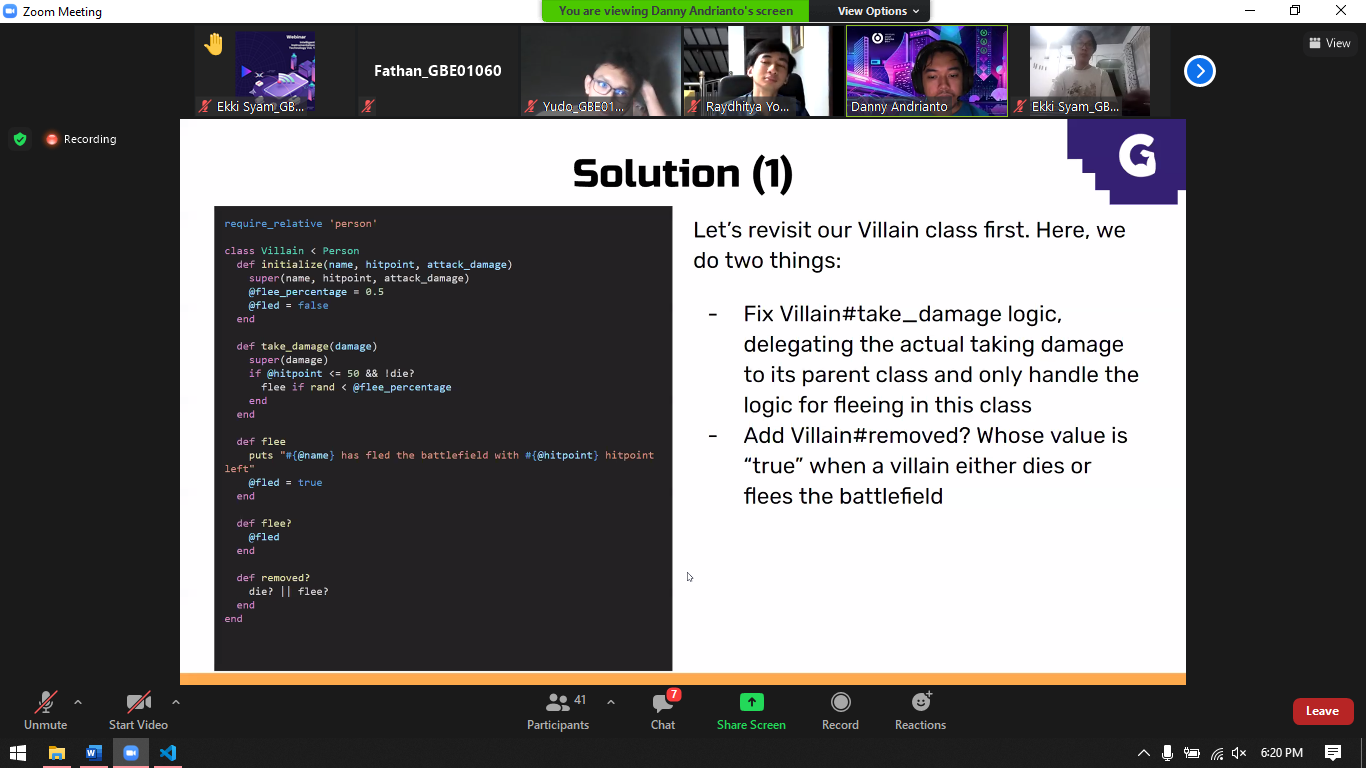 Zoom Meeting
You are viewing Danny Andrianto's screen
View Options
Webinar
Intelligent
Instrumentation
Technology Vol. 1
Ekki Syam_GB...
Fathan_GBE01060
Yudo_GBE01...
Raydhitya Yo...
Danny Andrianto
Ekki Syam_GB...
View
Recording
Solution (1)
G
require_relative 'person'
class Villain < Person
def initialize(name, hitpoint, attack_damage)
super(name, hitpoint, attack_damage)
@flee_percentage = 0.5
@fled = false
end
def take_damage(damage)
super(damage)
if @hitpoint <= 50 && !die?
flee if rand < @flee_percentage
end
end
def flee
puts "#{@name} has fled the battlefield with #{@hitpoint} hitpoint
left"
@fled = true
end
def flee?
@fled
end
def removed?
die? || flee?
end
end
Let's revisit our Villain class first. Here, we
do two things:
- Fix Villain#take_damage logic,
delegating the actual taking damage
to its parent class and only handle the
logic for fleeing in this class
- Add Villain#removed? Whose value is
“true” when a villain either dies or
flees the battlefield
Unmute
Start Video
41
Participants
7
Chat
Share Screen
Record
Reactions
Leave
6:20 PM